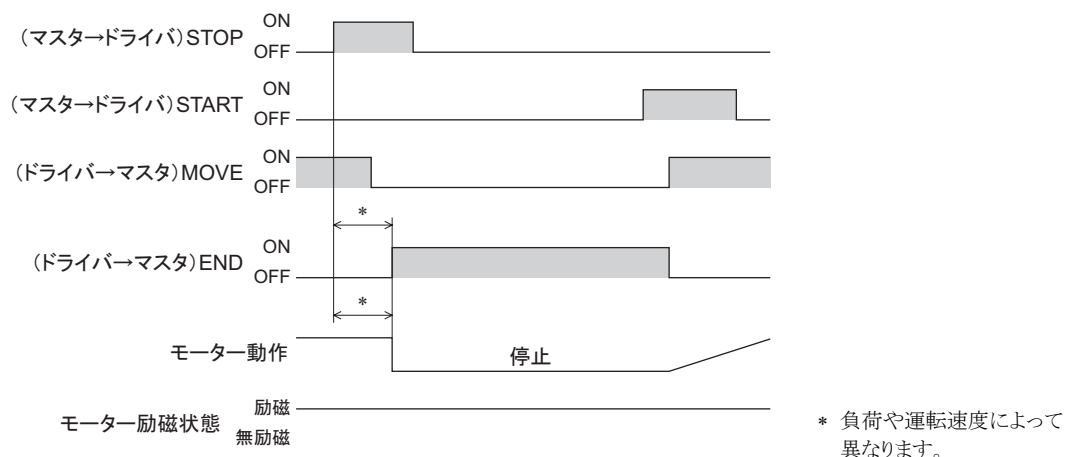 (マスタ→ドライバ)STOP
ON
OFF
(マスタ→ドライバ)START
ON
OFF
(ドライバ→マスタ)MOVE
ON
OFF
*
(ドライバ→マスタ)END
ON
OFF
*
モーター動作
停止
モーター励磁状態
励磁
無励磁
* 負荷や運転速度によって
異なります。